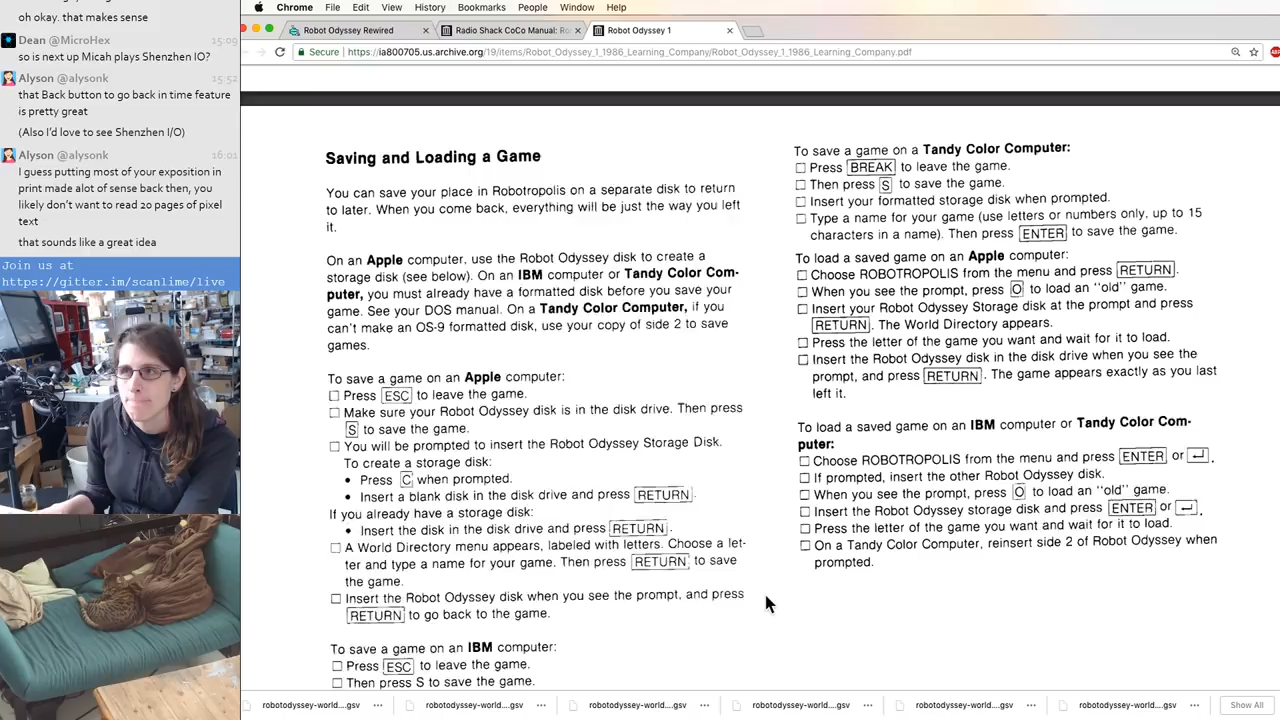 oh okay. that makes sense
Dean @MicroHex 15:09
so is next up Micah plays Shenzhen IO?
Alyson @alysonk 15:52
that Back button to go back in time feature
is pretty great
(Also I'd love to see Shenzhen I/O)
Alyson @alysonk 16:01
I guess putting most of your exposition in
print made alot of sense back then, you
likely don't want to read 20 pages of pixel
text
that sounds like a great idea
Join us at
https://gitter.im/scanlime/live
Chrome File Edit View History Bookmarks People Window Help
Robot Odyssey Rewired
Radio Shack CoCo Manual: Ro
Robot Odyssey 1
Secure https://ia800705.us.archive.org/19/items/Robot_Odyssey_1_1986_Learning_Company/Robot_Odyssey_1_1986_Learning_Company.pdf
Saving and Loading a Game
You can save your place in Robotropolis on a separate disk to return
to later. When you come back, everything will be just the way you left
it.
On an Apple computer, use the Robot Odyssey disk to create a
storage disk (see below). On an IBM computer or Tandy Color Com-
puter, you must already have a formatted disk before you save your
game. See your DOS manual. On a Tandy Color Computer, if you
can't make an OS-9 formatted disk, use your copy of side 2 to save
games.
To save a game on an Apple computer:
Press ESC to leave the game.
Make sure your Robot Odyssey disk is in the disk drive. Then press
S to save the game.
You will be prompted to insert the Robot Odyssey Storage Disk.
To create a storage disk:
• Press C when prompted.
• Insert a blank disk in the disk drive and press RETURN.
If you already have a storage disk:
• Insert the disk in the disk drive and press RETURN.
A World Directory menu appears, labeled with letters. Choose a let-
ter and type a name for your game. Then press RETURN to save
the game.
Insert the Robot Odyssey disk when you see the prompt, and press
RETURN to go back to the game.
To save a game on an IBM computer:
Press ESC to leave the game.
Then press S to save the game.
To save a game on a Tandy Color Computer:
Press BREAK to leave the game.
Then press S to save the game.
Insert your formatted storage disk when prompted.
Type a name for your game (use letters or numbers only, up to 15
characters in a name). Then press ENTER to save the game.
To load a saved game on an Apple computer:
Choose ROBOTROPOLIS from the menu and press RETURN.
When you see the prompt, press O to load an "old" game.
Insert your Robot Odyssey Storage disk at the prompt and press
RETURN. The World Directory appears.
Press the letter of the game you want and wait for it to load.
Insert the Robot Odyssey disk in the disk drive when you see the
prompt, and press RETURN. The game appears exactly as you last
left it.
To load a saved game on an IBM computer or Tandy Color Com-
puter:
Choose ROBOTROPOLIS from the menu and press ENTER or ↵.
If prompted, insert the other Robot Odyssey disk.
When you see the prompt, press O to load an "old" game.
Insert the Robot Odyssey storage disk and press ENTER or ↵.
Press the letter of the game you want and wait for it to load.
On a Tandy Color Computer, reinsert side 2 of Robot Odyssey when
prompted.
robotodyssey-world....gsv
robotodyssey-world....gsv
robotodyssey-world....gsv
robotodyssey-world....gsv
robotodyssey-world....gsv
robotodyssey-world....gsv
Show All